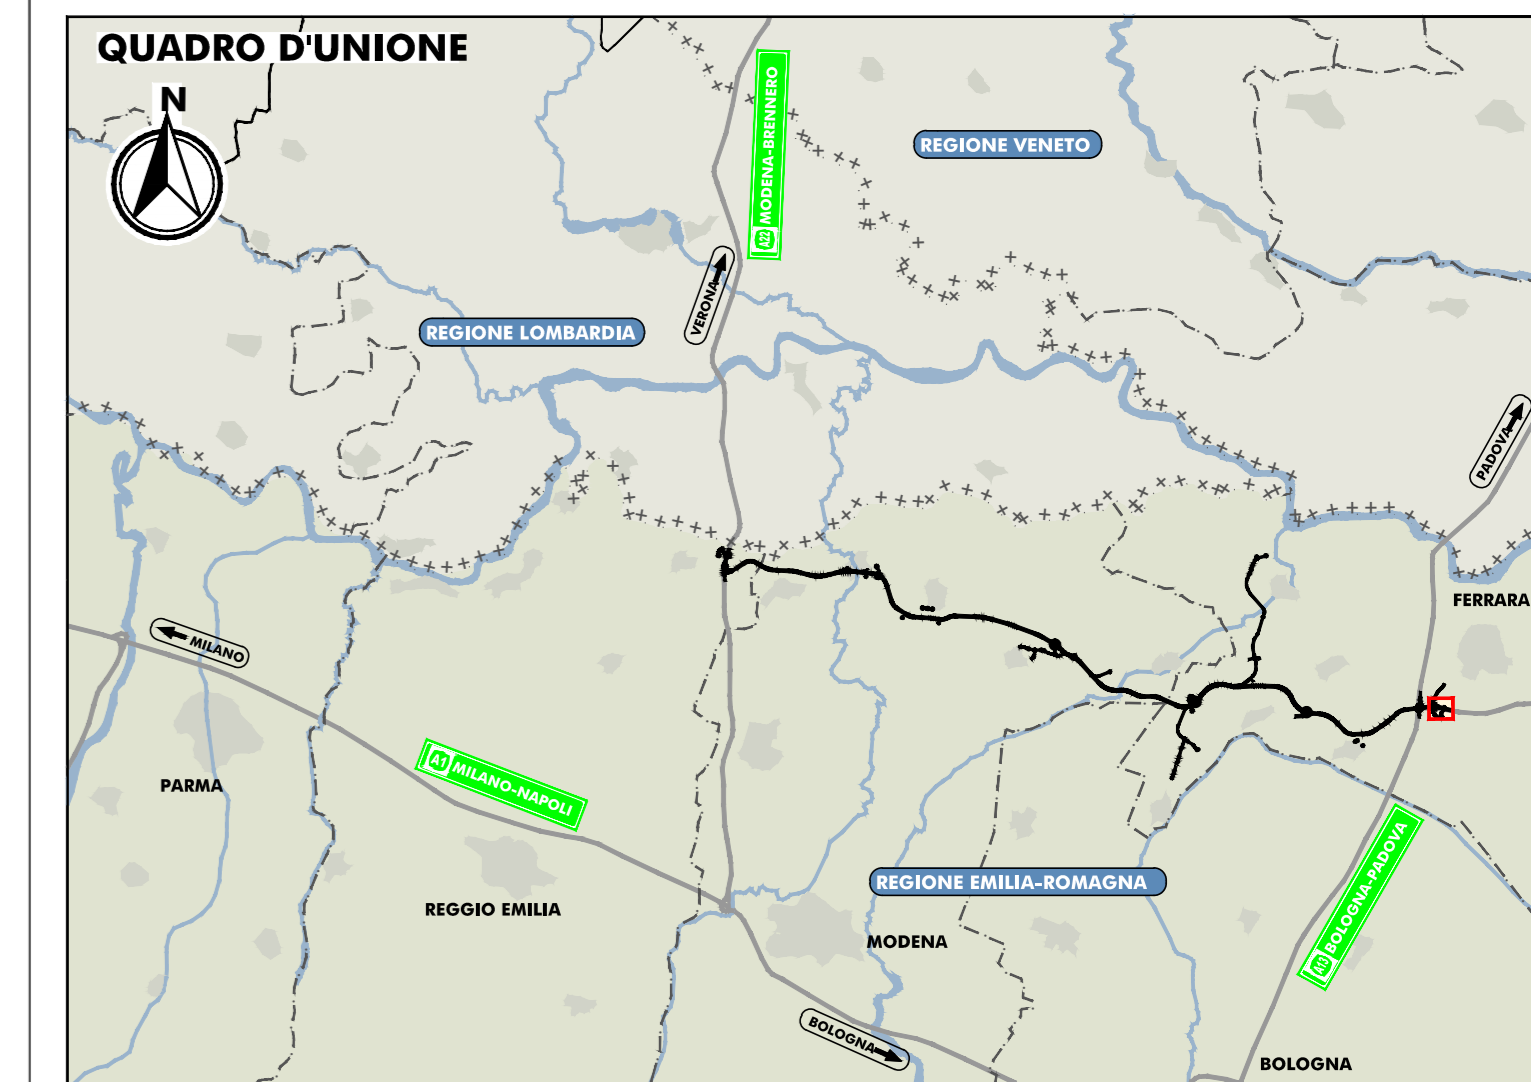 QUADRO D'UNIONE
N
A22 MODENA-BRENNERO
REGIONE VENETO
VERONA
REGIONE LOMBARDIA
PADOVA
FERRARA
MILANO
A1 MILANO-NAPOLI
PARMA
REGIONE EMILIA-ROMAGNA
A13 BOLOGNA-PADOVA
REGGIO EMILIA
MODENA
BOLOGNA
BOLOGNA